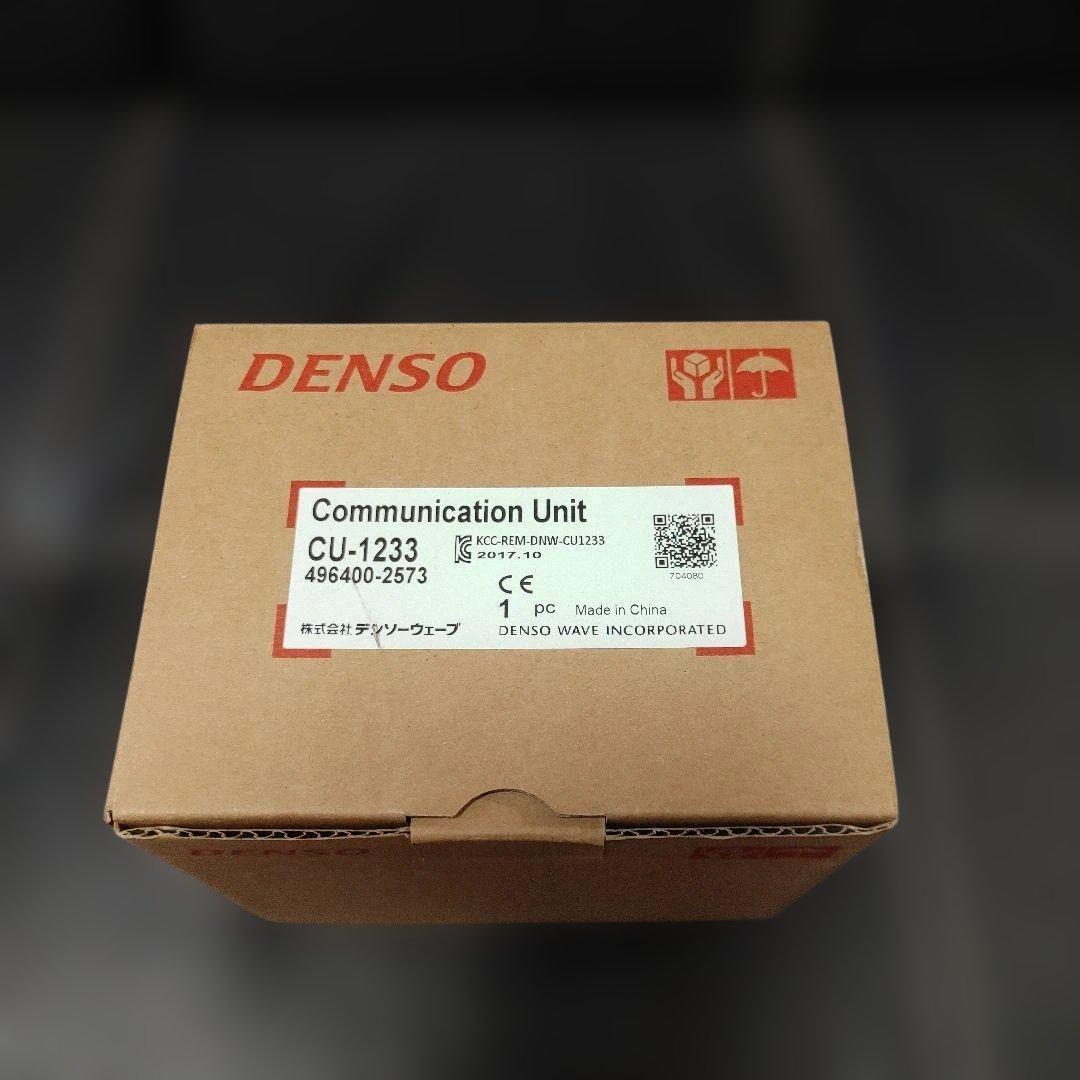 DENSO
Communication Unit
CU-1233
KCC-REM-DNW-CU1233
2017.10
496400-2573
704080
CE
1 pc Made in China
株式会社 デンソーウェーブ DENSO WAVE INCORPORATED
DENSO